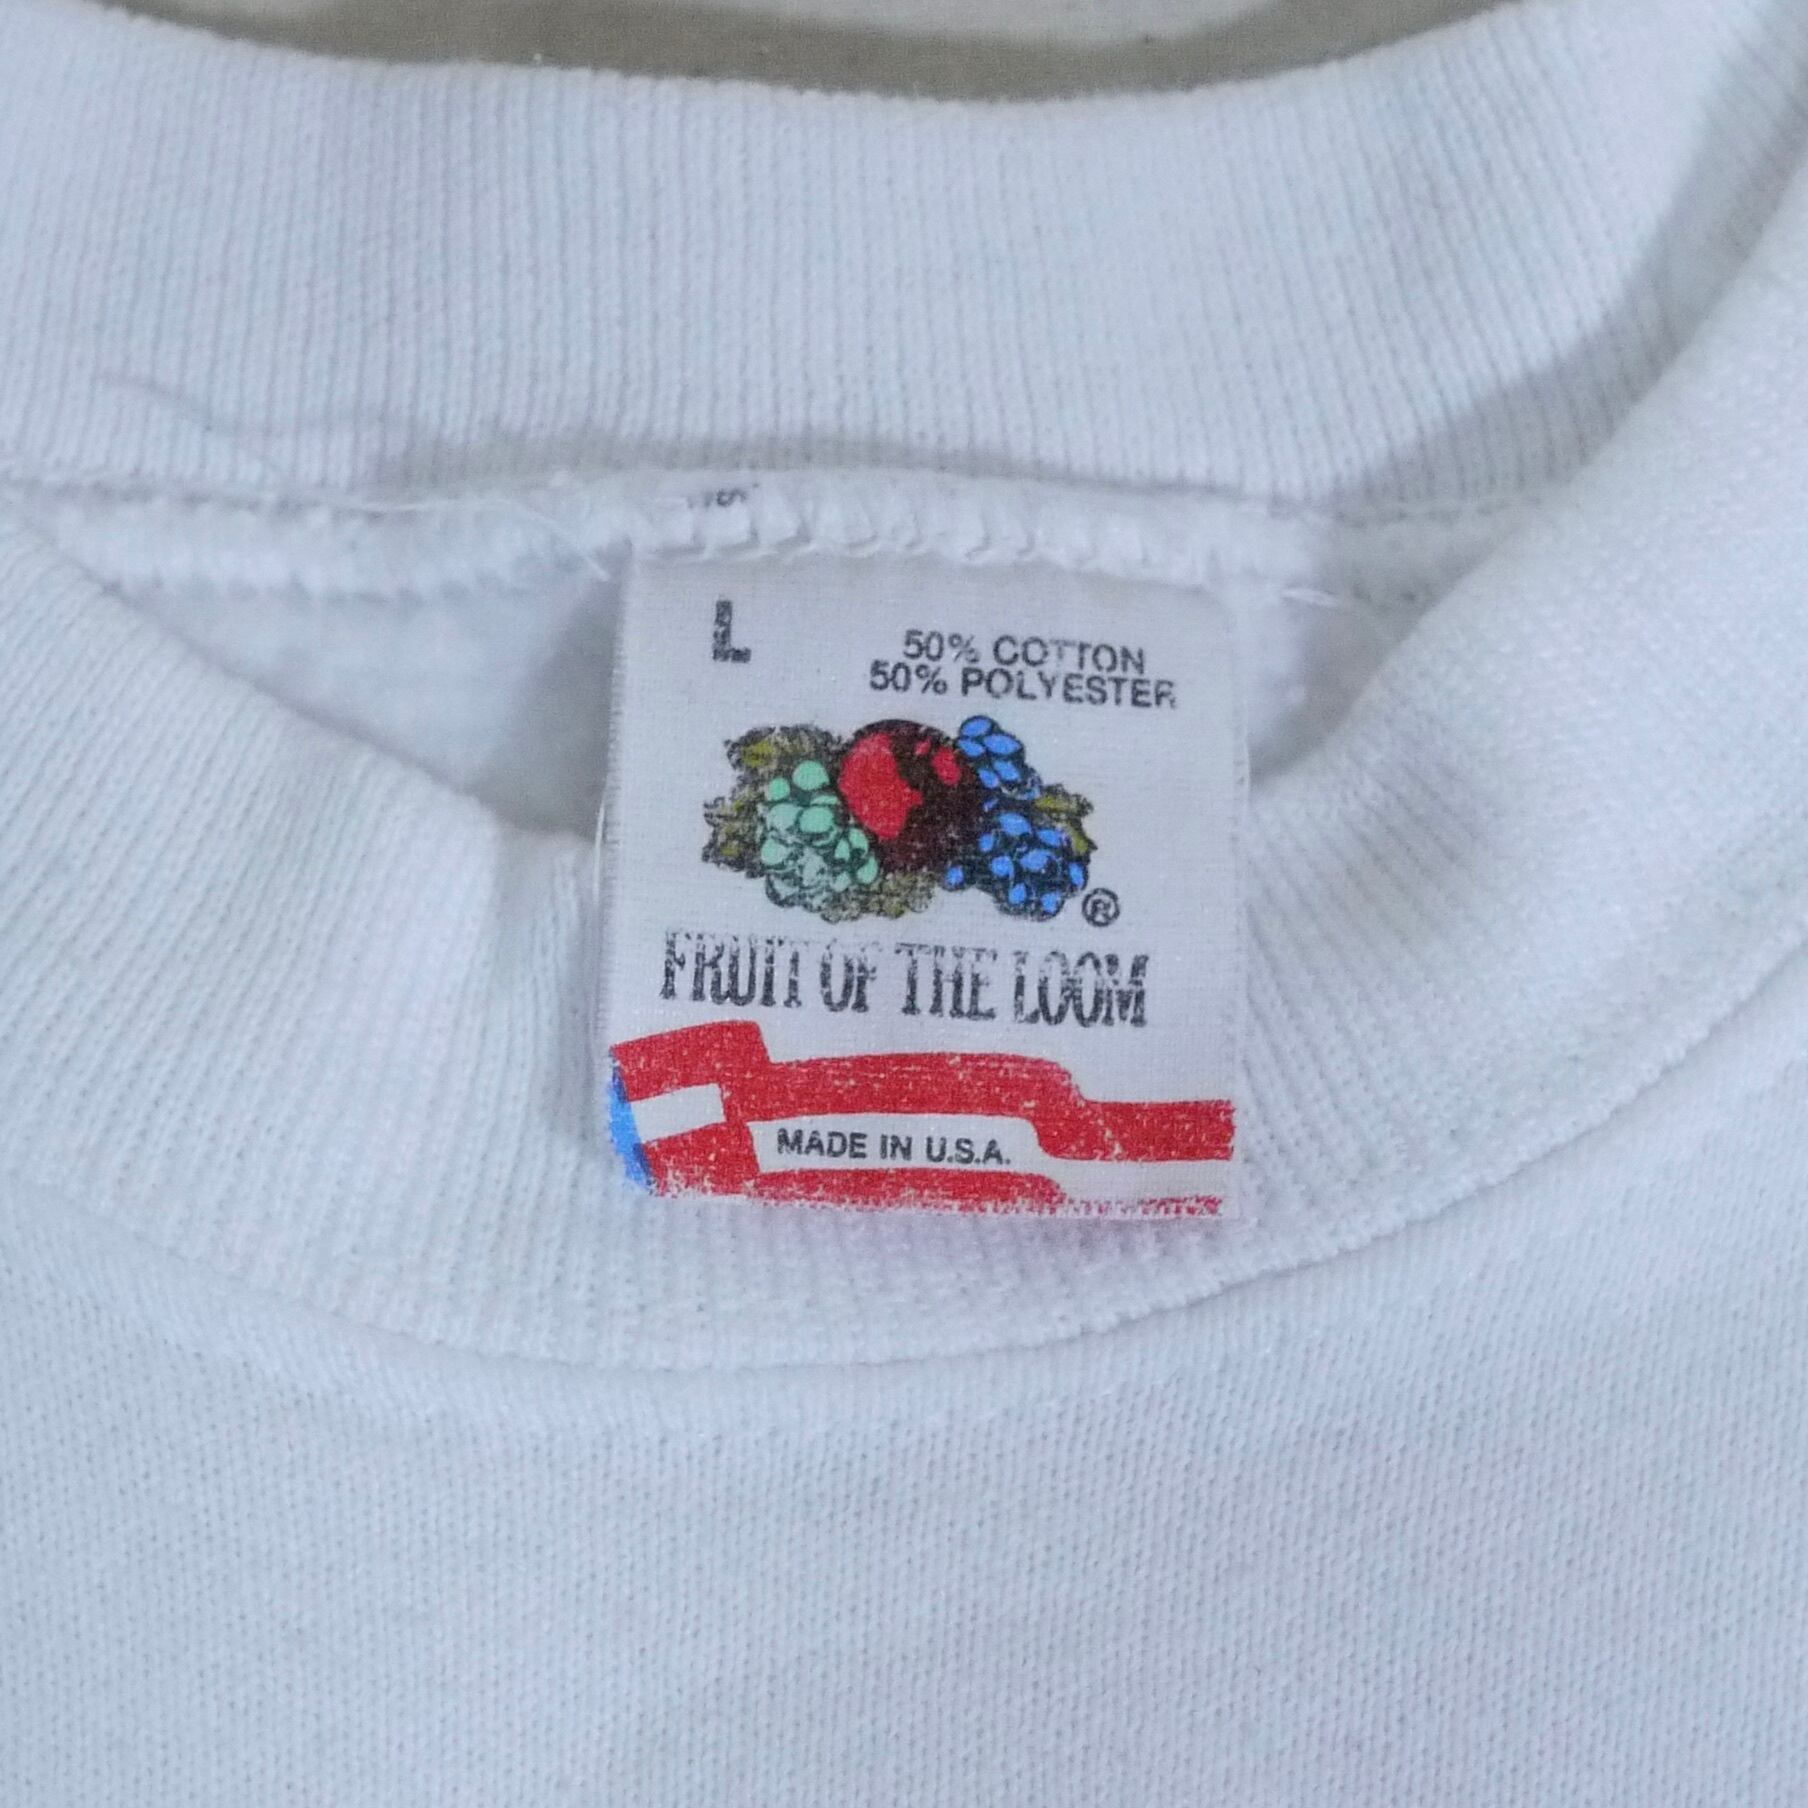 L
50% COTTON
50% POLYESTER
®
FRUIT OF THE LOOM
MADE IN U.S.A.